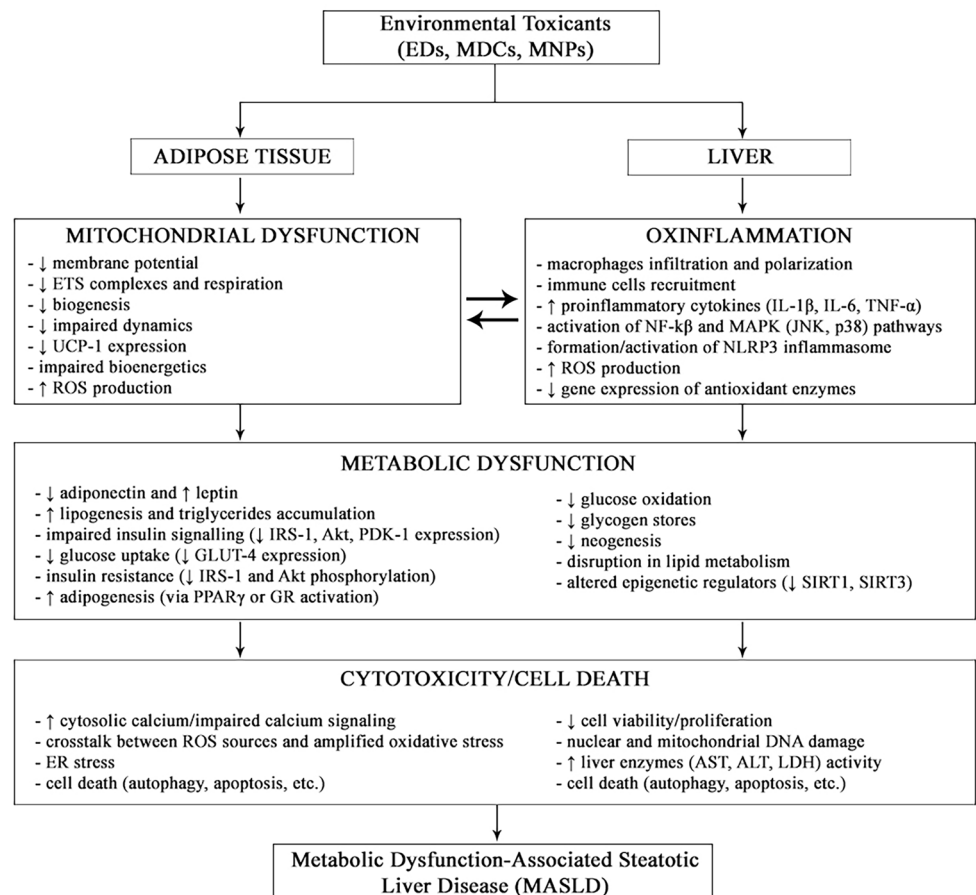 Environmental Toxicants
(EDs, MDCs, MNPs)
ADIPOSE TISSUE
LIVER
MITOCHONDRIAL DYSFUNCTION
- ↓ membrane potential
- ↓ ETS complexes and respiration
- ↓ biogenesis
- ↓ impaired dynamics
- ↓ UCP-1 expression
- impaired bioenergetics
- ↑ ROS production
OXINFLAMMATION
- macrophages infiltration and polarization
- immune cells recruitment
- ↑ proinflammatory cytokines (IL-1β, IL-6, TNF-α)
- activation of NF-kβ and MAPK (JNK, p38) pathways
- formation/activation of NLRP3 inflammasome
- ↑ ROS production
- ↓ gene expression of antioxidant enzymes
METABOLIC DYSFUNCTION
- ↓ adiponectin and ↑ leptin
- ↑ lipogenesis and triglycerides accumulation
- impaired insulin signalling (↓ IRS-1, Akt, PDK-1 expression)
- ↓ glucose uptake (↓ GLUT-4 expression)
- insulin resistance (↓ IRS-1 and Akt phosphorylation)
- ↑ adipogenesis (via PPARγ or GR activation)
- ↓ glucose oxidation
- ↓ glycogen stores
- ↓ neogenesis
- disruption in lipid metabolism
- altered epigenetic regulators (↓ SIRT1, SIRT3)
CYTOTOXICITY/CELL DEATH
- ↑ cytosolic calcium/impaired calcium signaling
- crosstalk between ROS sources and amplified oxidative stress
- ER stress
- cell death (autophagy, apoptosis, etc.)
- ↓ cell viability/proliferation
- nuclear and mitochondrial DNA damage
- ↑ liver enzymes (AST, ALT, LDH) activity
- cell death (autophagy, apoptosis, etc.)
Metabolic Dysfunction-Associated Steatotic
Liver Disease (MASLD)